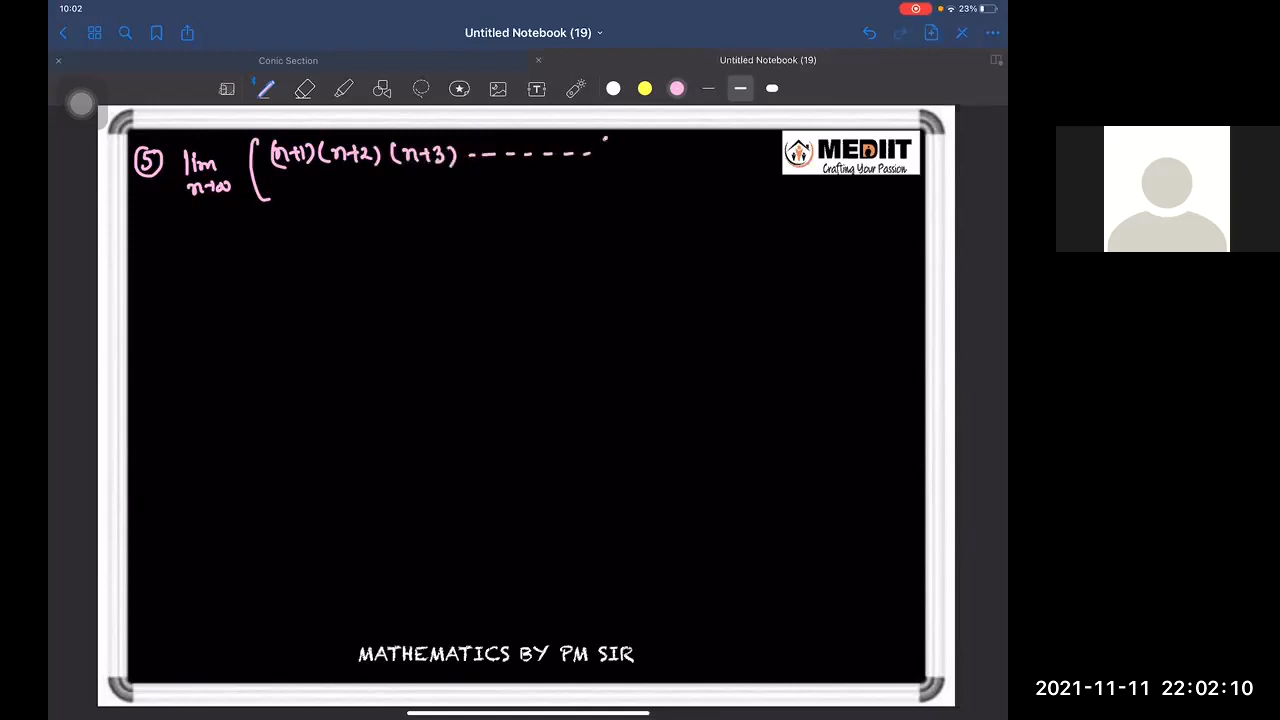 10:02
23%
Untitled Notebook (19)
Conic Section
Untitled Notebook (19)
⑤ lim ( (n+1) (n+2) (n+3) --------
n→∞
MEDIIT
Crafting Your Passion
MATHEMATICS BY PM SIR
2021-11-11 22:02:10